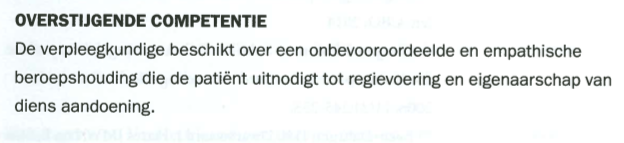 OVERSTIJGENDE COMPETENTIE
De verpleegkundige beschikt over een onbevooroordeelde en empathische
beroepshouding die de patiënt uitnodigt tot regievoering en eigenaarschap van
diens aandoening.